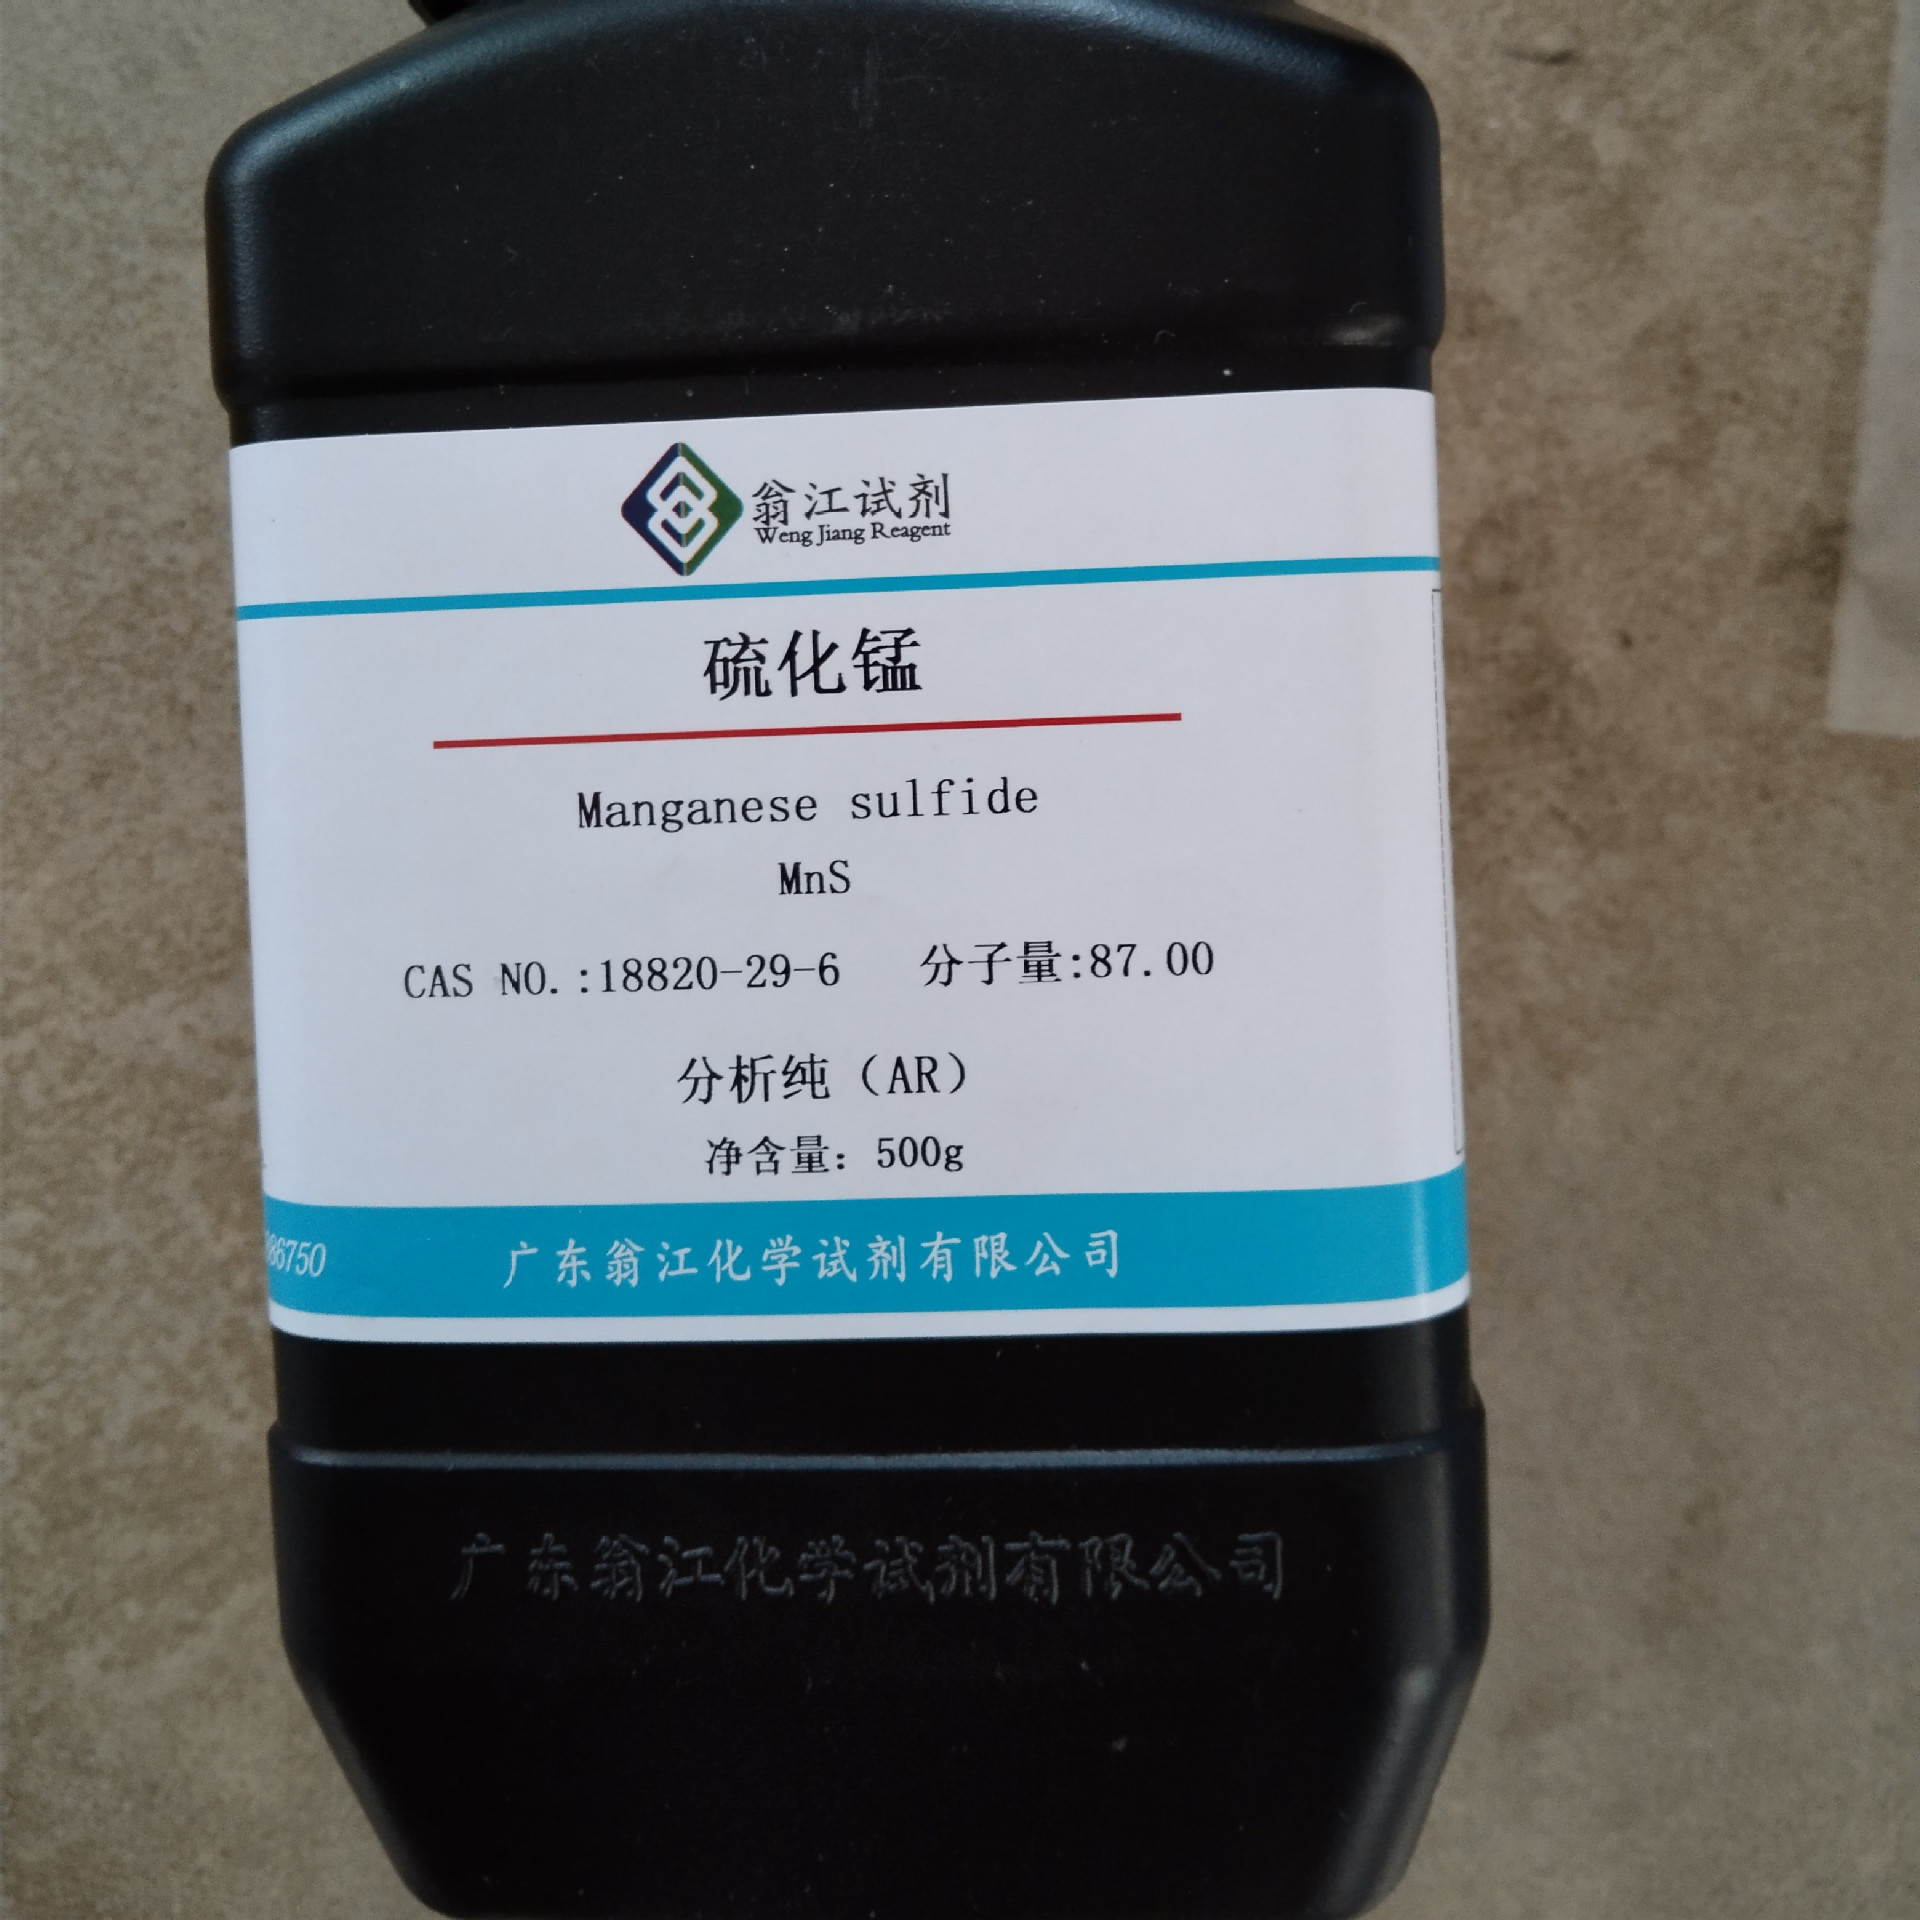 翁江试剂
Weng Jiang Reagent
硫化锰
Manganese sulfide
MnS
CAS NO.:18820-29-6 分子量:87.00
分析纯（AR）
净含量：500g
86750 广东翁江化学试剂有限公司
广东翁江化学试剂有限公司